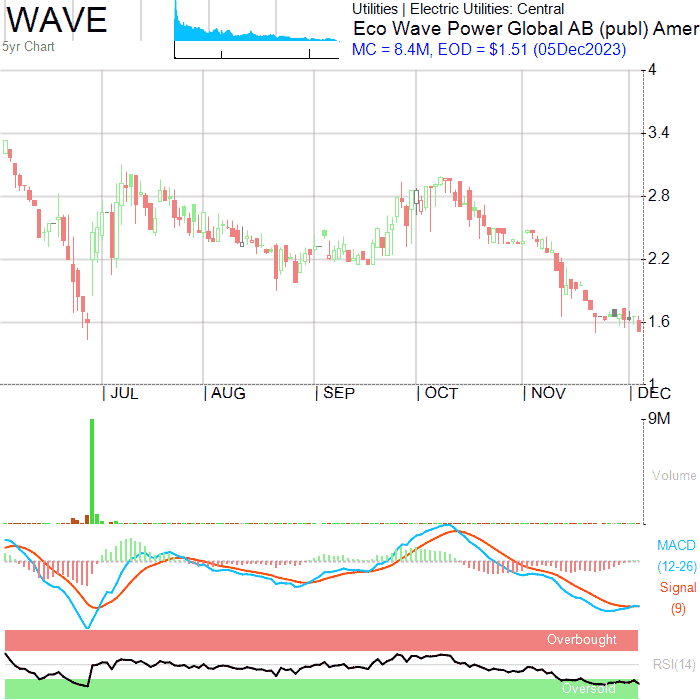 WAVE
5yr Chart
Utilities | Electric Utilities: Central
Eco Wave Power Global AB (publ) Amer
MC = 8.4M, EOD = $1.51 (05Dec2023)
4
3.4
2.8
2.2
1.6
1
| JUL | AUG | SEP | OCT | NOV | DEC
9M
Volume
MACD
(12-26)
Signal
(9)
Overbought
RSI(14)
Oversold